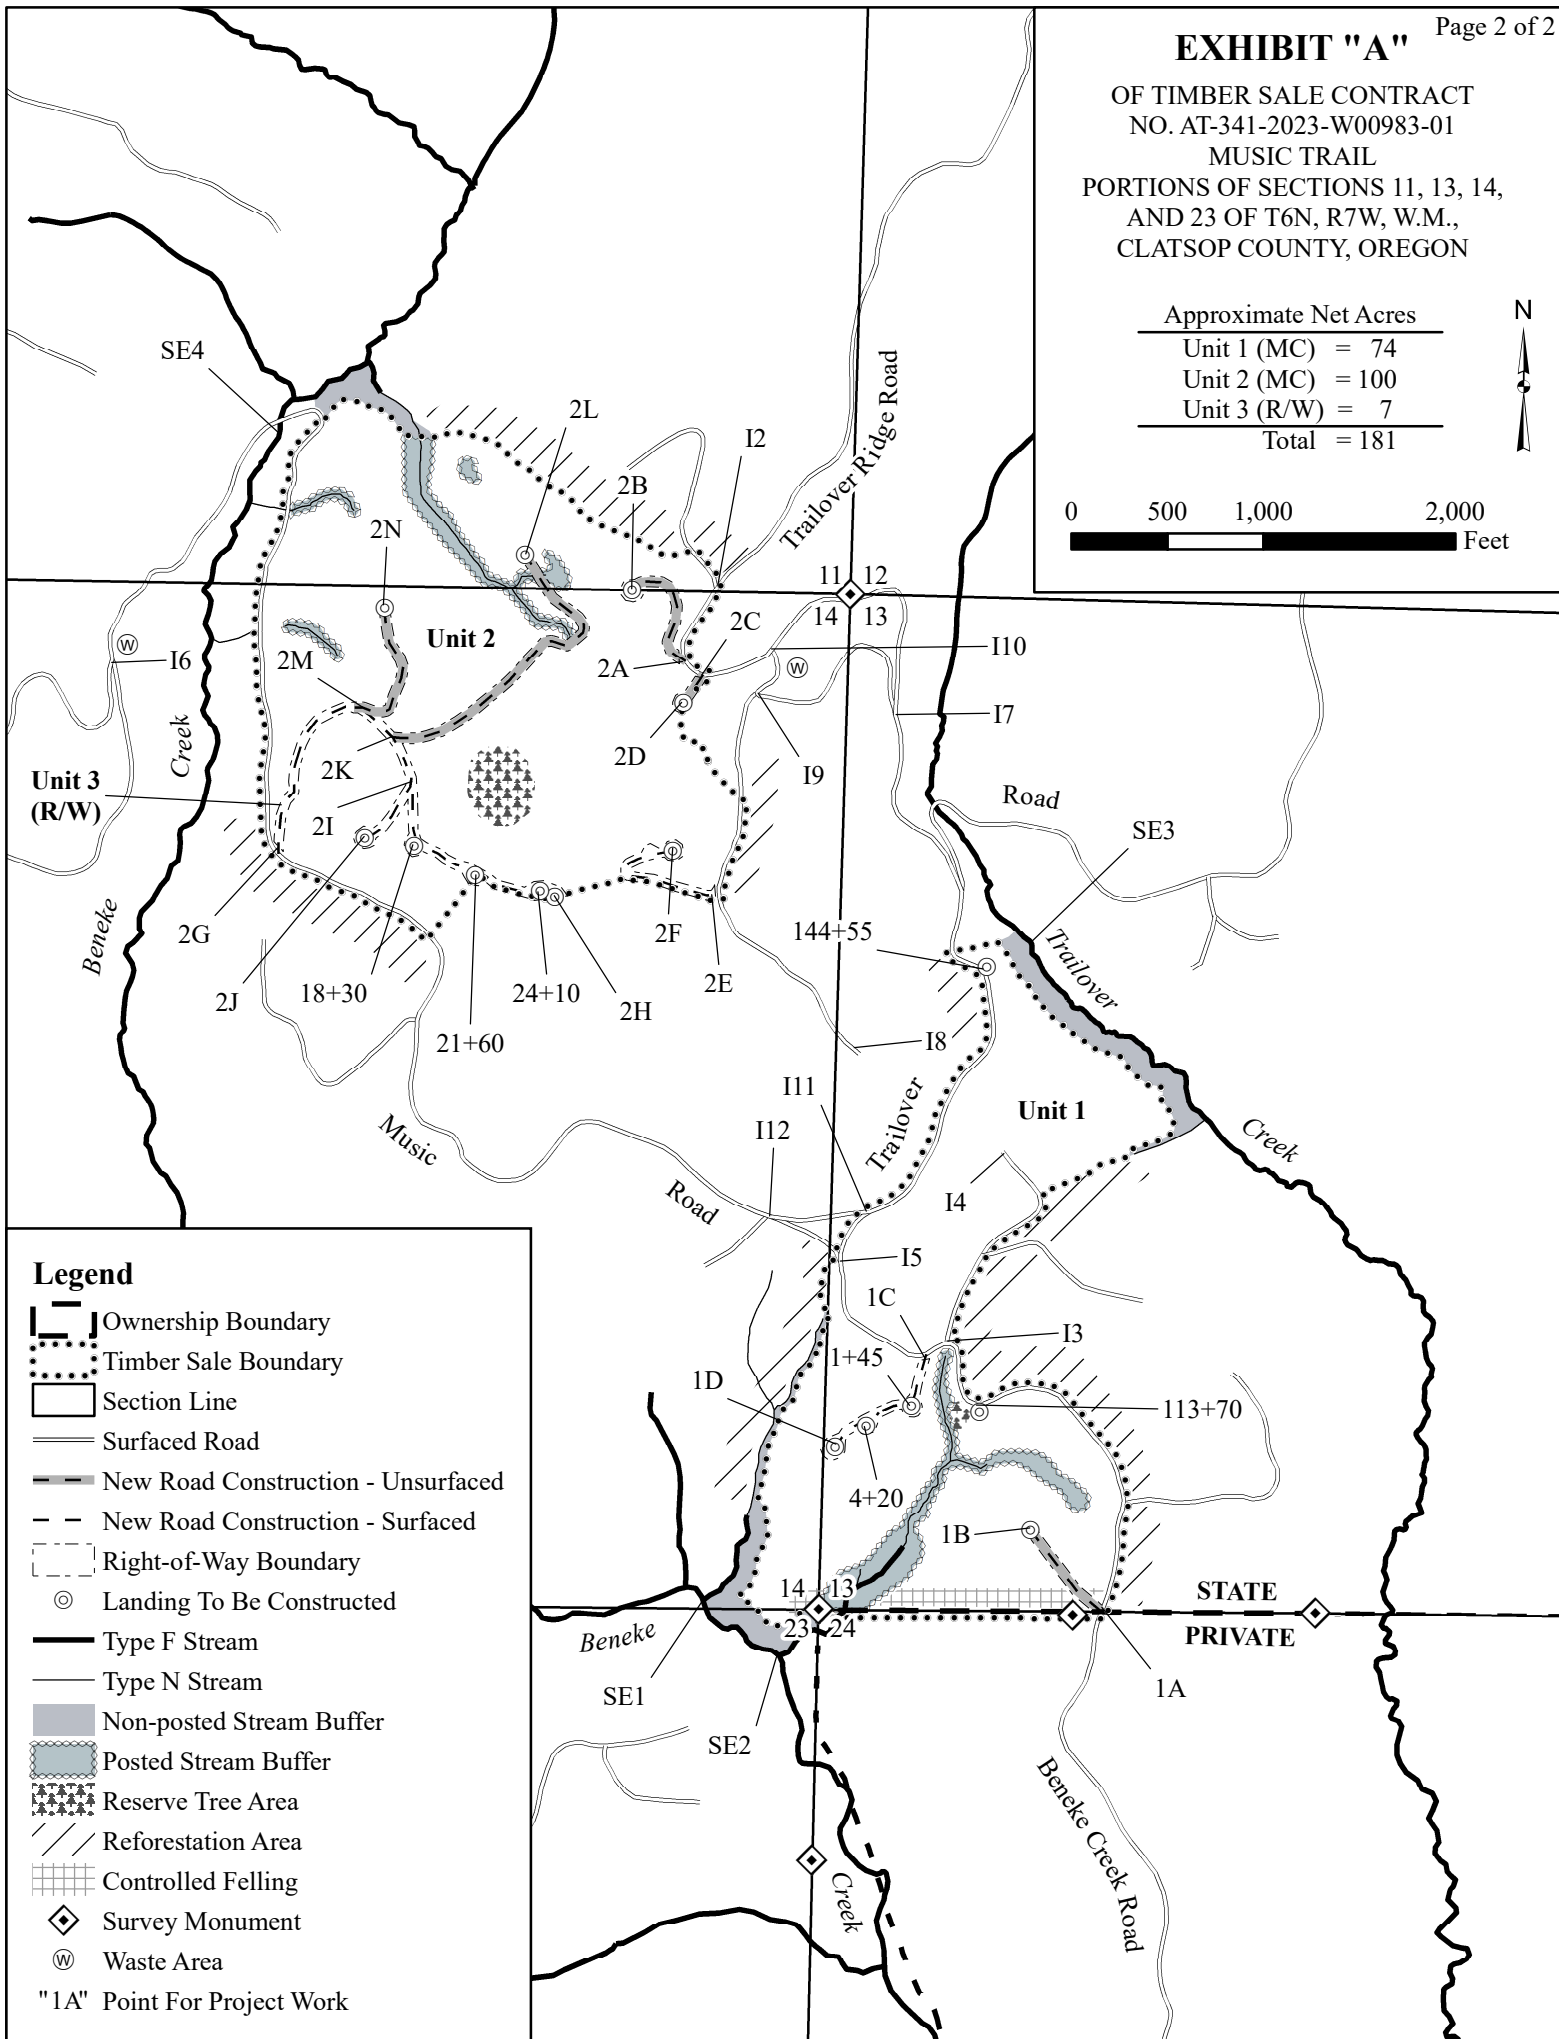 Page 2 of 2
EXHIBIT "A"
OF TIMBER SALE CONTRACT
NO. AT-341-2023-W00983-01
MUSIC TRAIL
PORTIONS OF SECTIONS 11, 13, 14,
AND 23 OF T6N, R7W, W.M.,
CLATSOP COUNTY, OREGON
Approximate Net Acres
Unit 1 (MC) = 74
Unit 2 (MC) = 100
Unit 3 (R/W) = 7
Total = 181
N
0 500 1,000 2,000
Feet
SE4
2L
I2
2B
2N
Trailover Ridge Road
11 12
14 13
2C
Unit 2
I10
2A
W
W
I6
2M
I7
Creek
2D
2K
I9
Unit 3
(R/W)
Road
2I
SE3
2G
2F
144+55
Beneke
Trailover
2E
2J
18+30
24+10
2H
21+60
I8
I11
Unit 1
Trailover
Music
I12
Creek
Road
I4
I5
1C
I3
1+45
1D
113+70
4+20
1B
14 13
23 24
STATE
PRIVATE
Beneke
SE1
1A
SE2
Beneke Creek Road
Creek
Legend
Ownership Boundary
Timber Sale Boundary
Section Line
Surfaced Road
New Road Construction - Unsurfaced
New Road Construction - Surfaced
Right-of-Way Boundary
Landing To Be Constructed
Type F Stream
Type N Stream
Non-posted Stream Buffer
Posted Stream Buffer
Reserve Tree Area
Reforestation Area
Controlled Felling
Survey Monument
W Waste Area
"1A" Point For Project Work